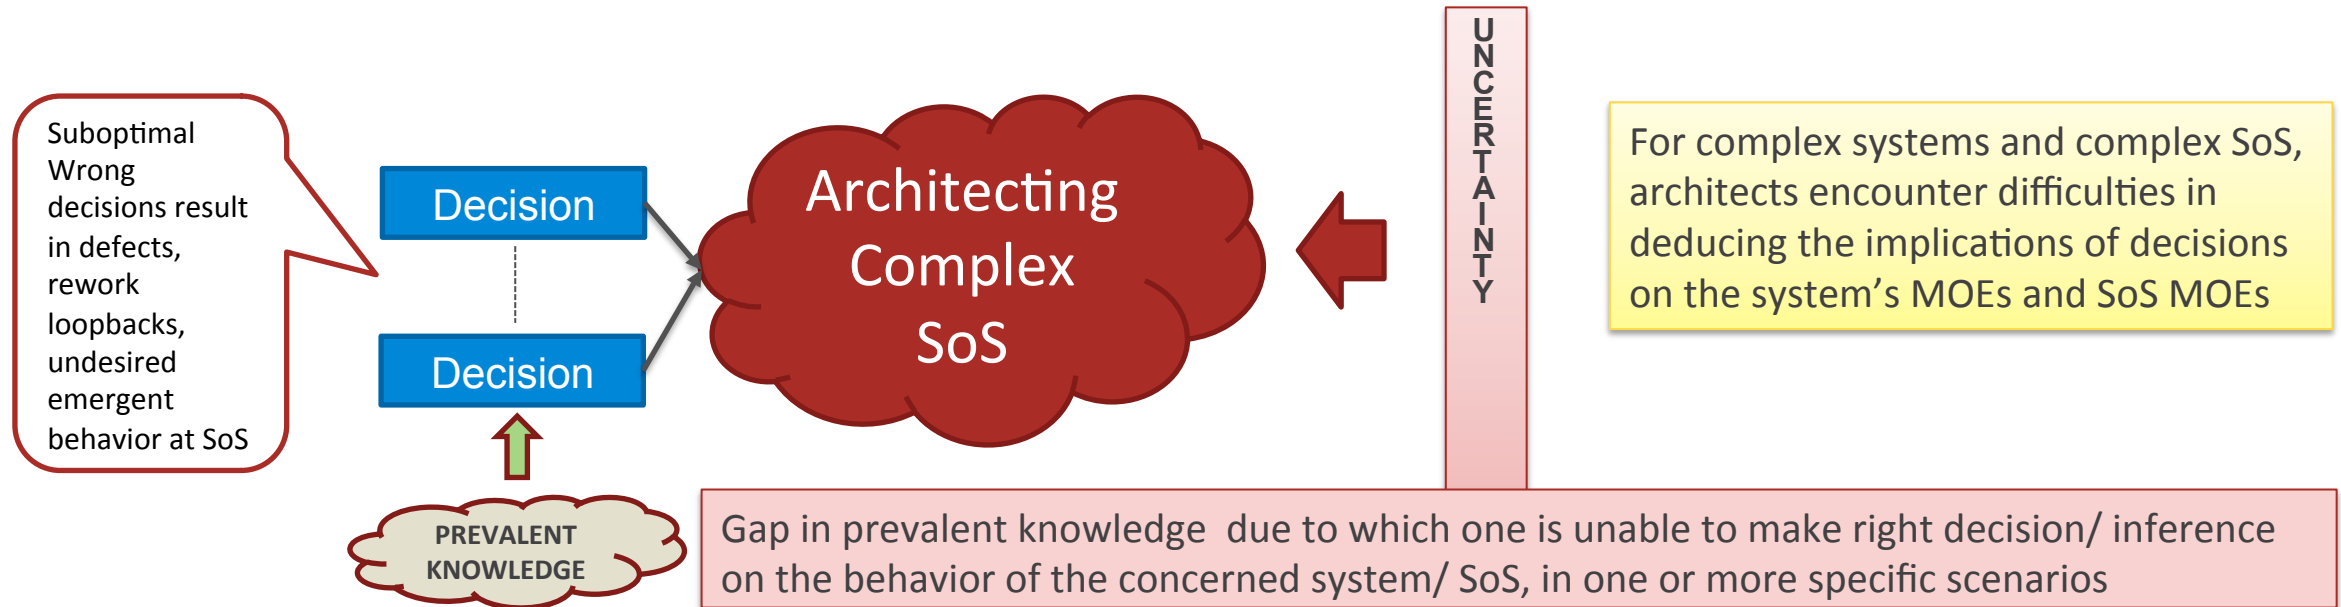 Suboptimal
Wrong
decisions result
in defects,
rework
loopbacks,
undesired
emergent
behavior at SoS
Decision
Decision
PREVALENT
KNOWLEDGE
Architecting
Complex
SoS
UNCERTAINTY
For complex systems and complex SoS,
architects encounter difficulties in
deducing the implications of decisions
on the system’s MOEs and SoS MOEs
Gap in prevalent knowledge  due to which one is unable to make right decision/ inference
on the behavior of the concerned system/ SoS, in one or more specific scenarios